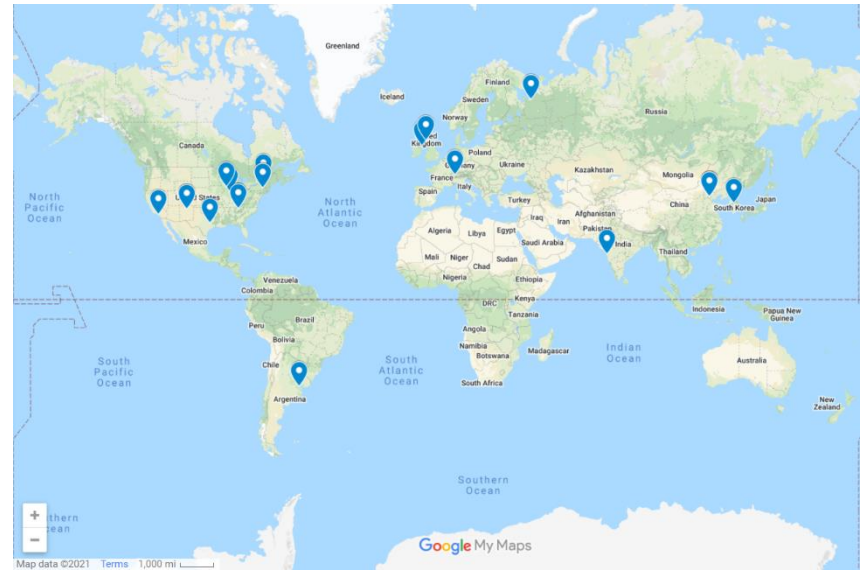 Greenland
Iceland
Finland
Sweden
Norway
Russia
Canada
United
Kingdom
Poland
Germany
Ukraine
France
Kazakhstan
Mongolia
Italy
Spain
Turkey
North
Pacific
Ocean
United States
North
Atlantic
Ocean
Afghanistan
China
South Korea
Japan
Iraq
Iran
Pakistan
Algeria
Libya
Egypt
Saudi Arabia
India
Mexico
Mali
Niger
Chad
Sudan
Thailand
Nigeria
Ethiopia
Venezuela
Colombia
DRC
Kenya
Tanzania
Indonesia
Papua New
Guinea
Peru
Brazil
Bolivia
Angola
Namibia
Botswana
Madagascar
Indian
Ocean
South
Pacific
Ocean
Chile
South
Atlantic
Ocean
Australia
South Africa
Argentina
New
Zealand
Southern
Ocean
+
−
thern
ean
Google My Maps
Map data ©2021 Terms 1,000 mi